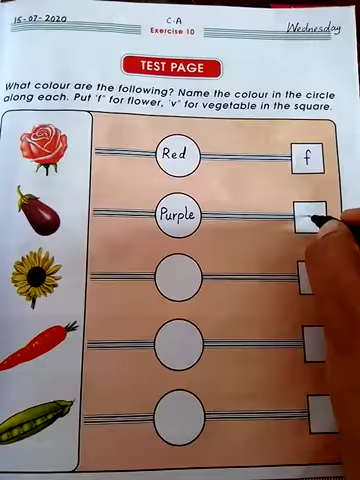 15-07-2020
C.A
Wednesday
Exercise 10
TEST PAGE
What colour are the following? Name the colour in the circle
along each. Put 'f' for flower, 'v' for vegetable in the square.
Red
f
Purple